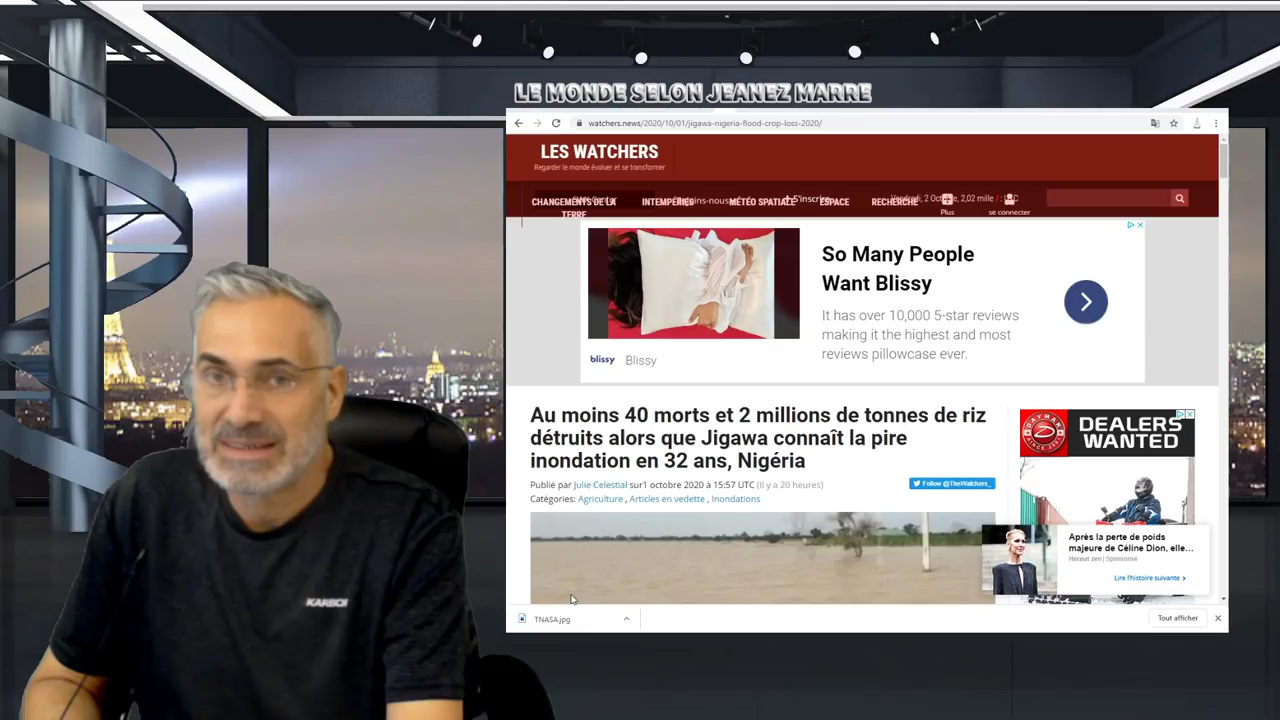 LE MONDE SELON JEANEZ MARRE
watchers.news/2020/10/01/jigawa-nigeria-flood-crop-loss-2020/
LES WATCHERS
Regarder le monde évoluer et se transformer
CHANGEMENTS DE LA
TERRE
INTEMPÉRIES
MÉTÉO SPATIALE
S'inscrire
ESPACE
RECHERCHE
Plus
se connecter
So Many People
Want Blissy
It has over 10,000 5-star reviews
making it the highest and most
reviews pillowcase ever.
blissy Blissy
Au moins 40 morts et 2 millions de tonnes de riz
détruits alors que Jigawa connaît la pire
inondation en 32 ans, Nigéria
Publié par Julie Celestial sur1 octobre 2020 à 15:57 UTC (Il y a 20 heures)
Follow @TheWatchers_
Catégories: Agriculture , Articles en vedette , Inondations
DAYMAK
DEALERS
WANTED
Après la perte de poids
majeure de Céline Dion, elle...
Héraut zen | Sponsorisé
Lire l'histoire suivante
KARBON
TNASA.jpg
Tout afficher